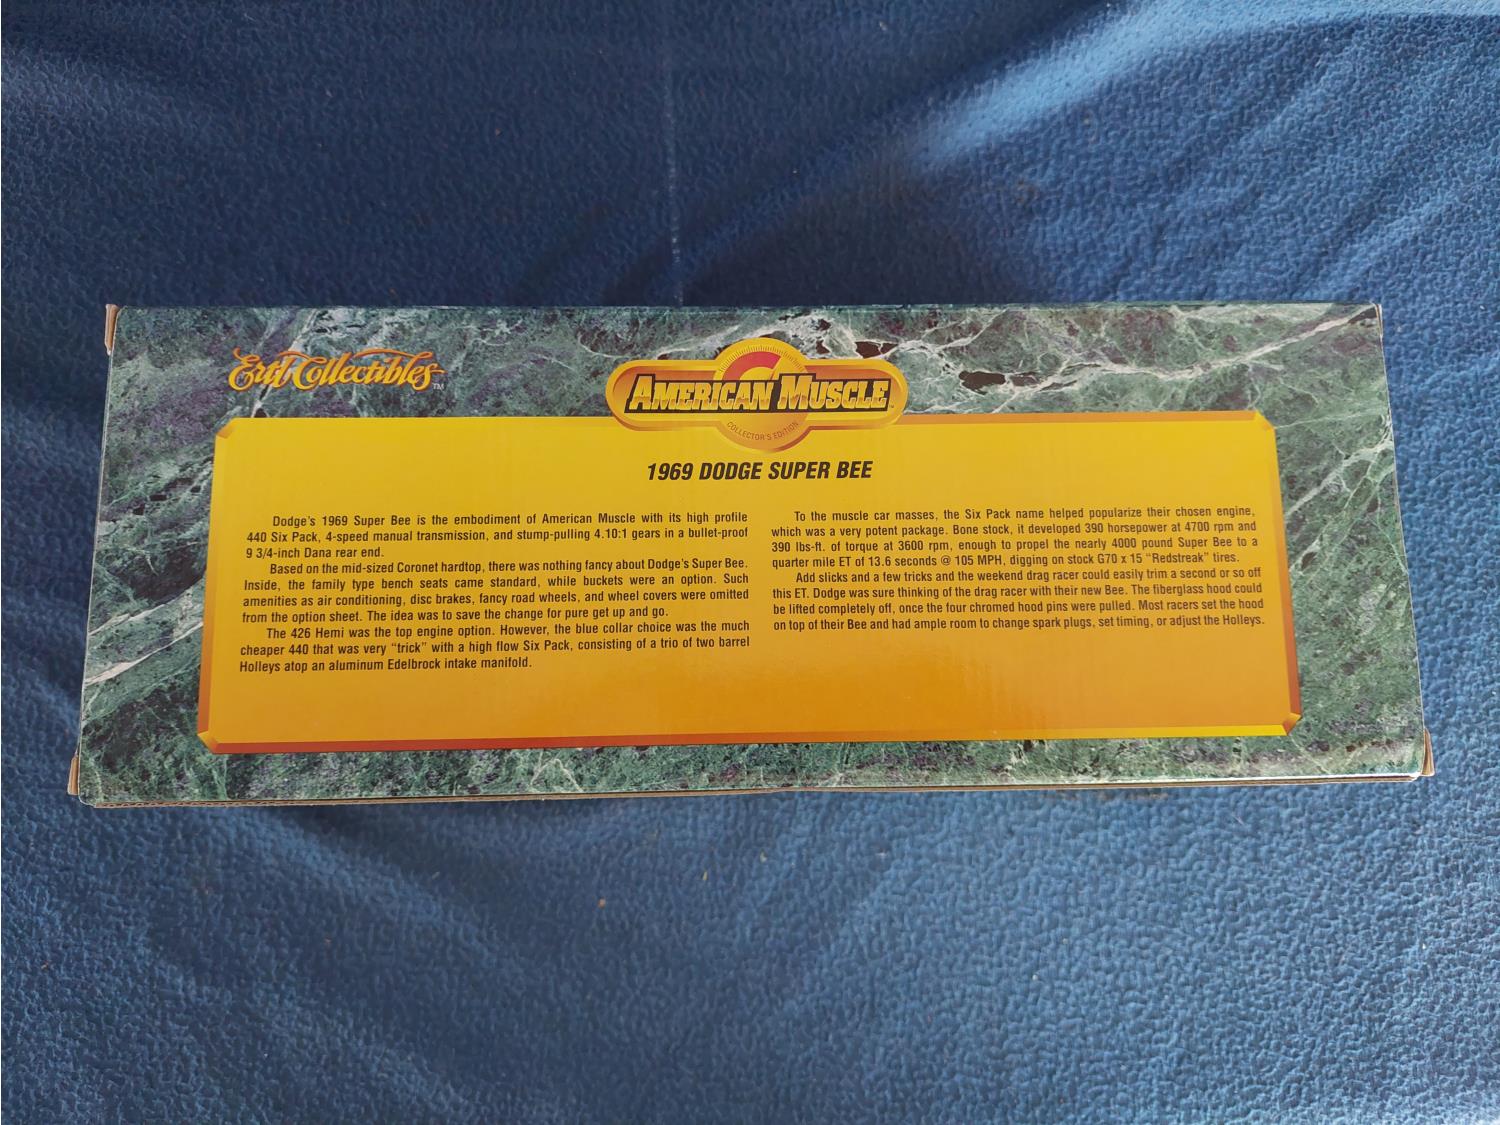 Ertl Collectibles TM
AMERICAN MUSCLE
COLLECTOR'S EDITION
1969 DODGE SUPER BEE
Dodge's 1969 Super Bee is the embodiment of American Muscle with its high profile
440 Six Pack, 4-speed manual transmission, and stump-pulling 4.10:1 gears in a bullet-proof
9 3/4-inch Dana rear end.
Based on the mid-sized Coronet hardtop, there was nothing fancy about Dodge's Super Bee.
Inside, the family type bench seats came standard, while buckets were an option. Such
amenities as air conditioning, disc brakes, fancy road wheels, and wheel covers were omitted
from the option sheet. The idea was to save the change for pure get up and go.
The 426 Hemi was the top engine option. However, the blue collar choice was the much
cheaper 440 that was very "trick" with a high flow Six Pack, consisting of a trio of two barrel
Holleys atop an aluminum Edelbrock intake manifold.
To the muscle car masses, the Six Pack name helped popularize their chosen engine,
which was a very potent package. Bone stock, it developed 390 horsepower at 4700 rpm and
390 lbs-ft. of torque at 3600 rpm, enough to propel the nearly 4000 pound Super Bee to a
quarter mile ET of 13.6 seconds @ 105 MPH, digging on stock G70 x 15 "Redstreak" tires.
Add slicks and a few tricks and the weekend drag racer could easily trim a second or so off
this ET. Dodge was sure thinking of the drag racer with their new Bee. The fiberglass hood could
be lifted completely off, once the four chromed hood pins were pulled. Most racers set the hood
on top of their Bee and had ample room to change spark plugs, set timing, or adjust the Holleys.